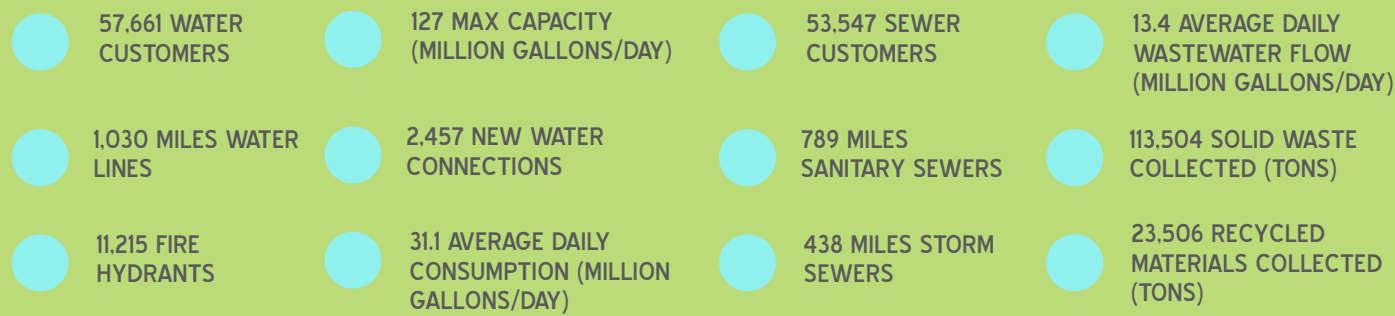 57,661 WATER
CUSTOMERS
127 MAX CAPACITY
(MILLION GALLONS/DAY)
53,547 SEWER
CUSTOMERS
13.4 AVERAGE DAILY
WASTEWATER FLOW
(MILLION GALLONS/DAY)
1,030 MILES WATER
LINES
2,457 NEW WATER
CONNECTIONS
789 MILES
SANITARY SEWERS
113,504 SOLID WASTE
COLLECTED (TONS)
11,215 FIRE
HYDRANTS
31.1 AVERAGE DAILY
CONSUMPTION (MILLION
GALLONS/DAY)
438 MILES STORM
SEWERS
23,506 RECYCLED
MATERIALS COLLECTED
(TONS)